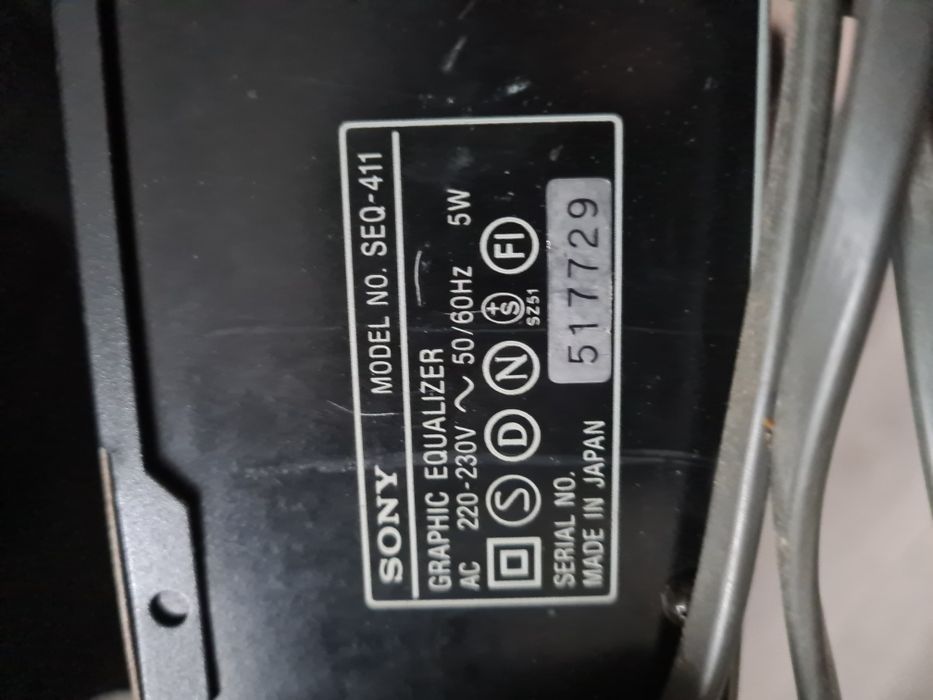 SONY MODEL NO. SEQ-411
GRAPHIC EQUALIZER
AC 220-230V ~ 50/60HZ 5W
S D N +S FI
SZ51
SERIAL NO. 517729
MADE IN JAPAN